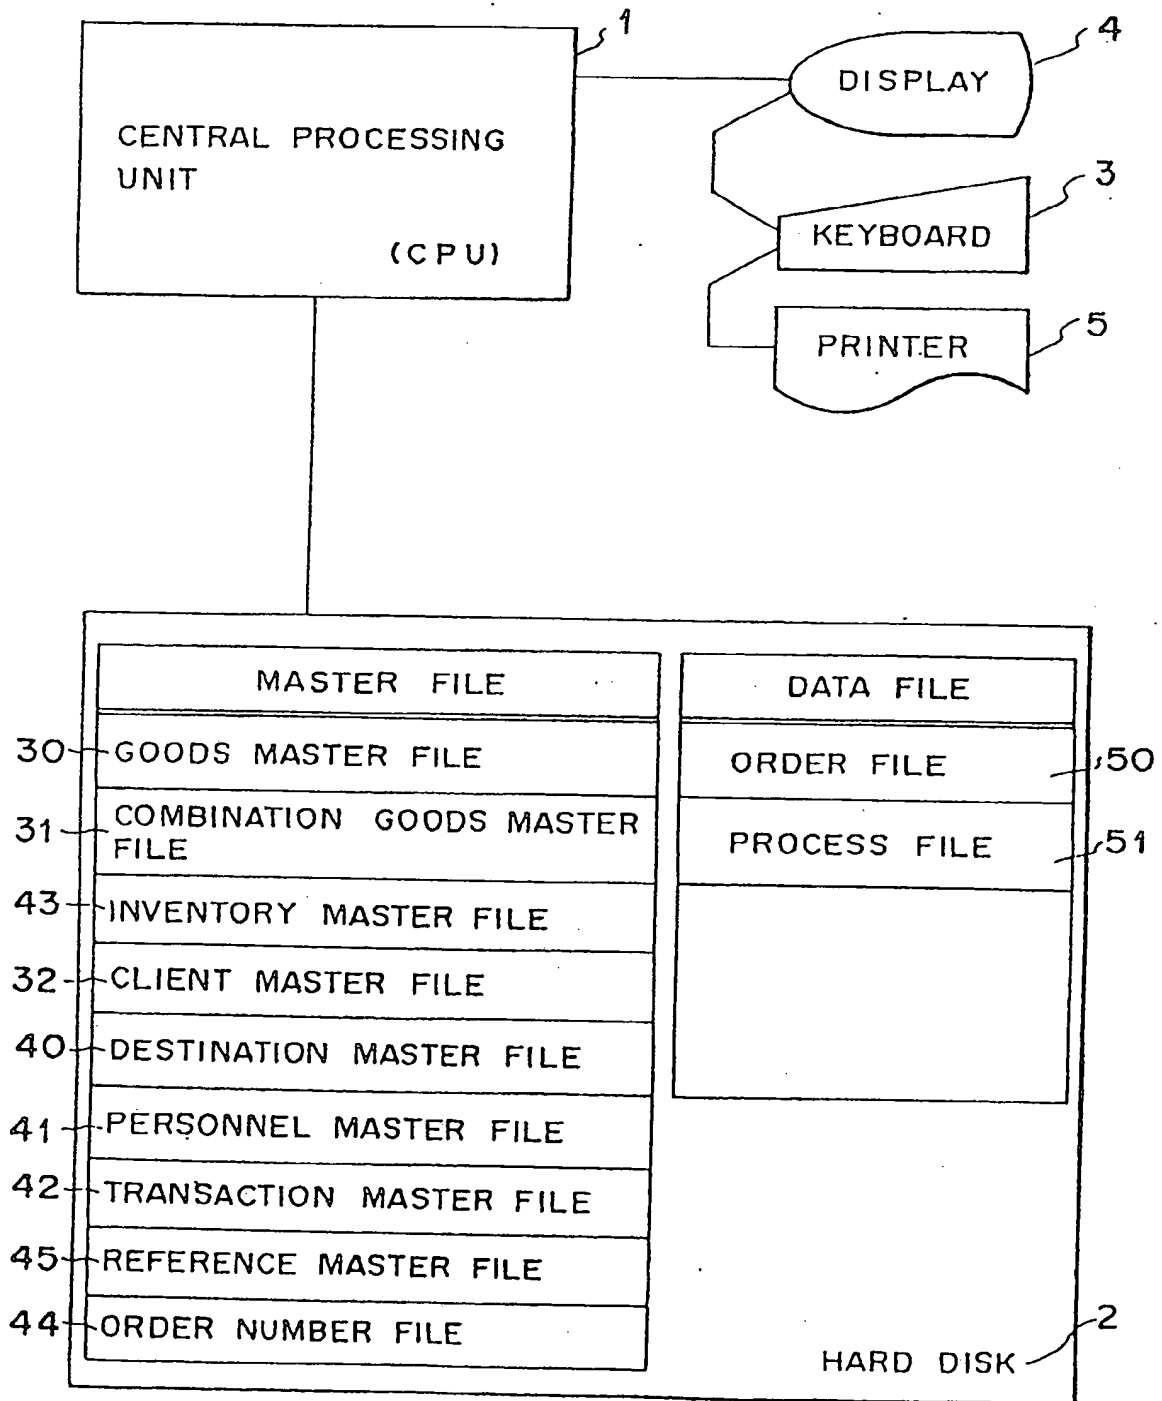 1
CENTRAL PROCESSING
UNIT
(CPU)
DISPLAY
4
KEYBOARD
3
PRINTER
5
MASTER FILE
30 GOODS MASTER FILE
31 COMBINATION GOODS MASTER
FILE
43 INVENTORY MASTER FILE
32 CLIENT MASTER FILE
40 DESTINATION MASTER FILE
41 PERSONNEL MASTER FILE
42 TRANSACTION MASTER FILE
45 REFERENCE MASTER FILE
44 ORDER NUMBER FILE
DATA FILE
ORDER FILE 50
PROCESS FILE 51
HARD DISK 2